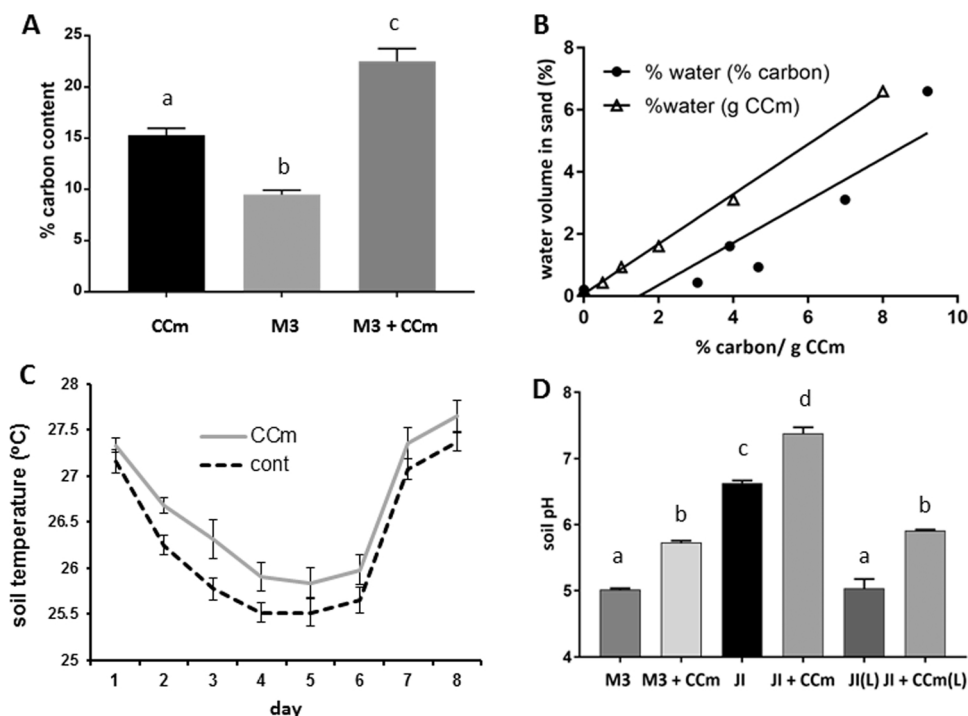 A
% carbon content
25
20
15
10
5
0
a
b
c
CCm
M3
M3 + CCm
B
water volume in sand (%)
8
6
4
2
0
% water (% carbon)
%water (g CCm)
0
2
4
6
8
10
% carbon/ g CCm
C
soil temperature (ºC)
28
27.5
27
26.5
26
25.5
25
CCm
cont
1
2
3
4
5
6
7
8
day
D
soil pH
8
7
6
5
4
a
b
c
d
a
b
M3
M3 + CCm
JI
JI + CCm
JI(L)
JI + CCm(L)